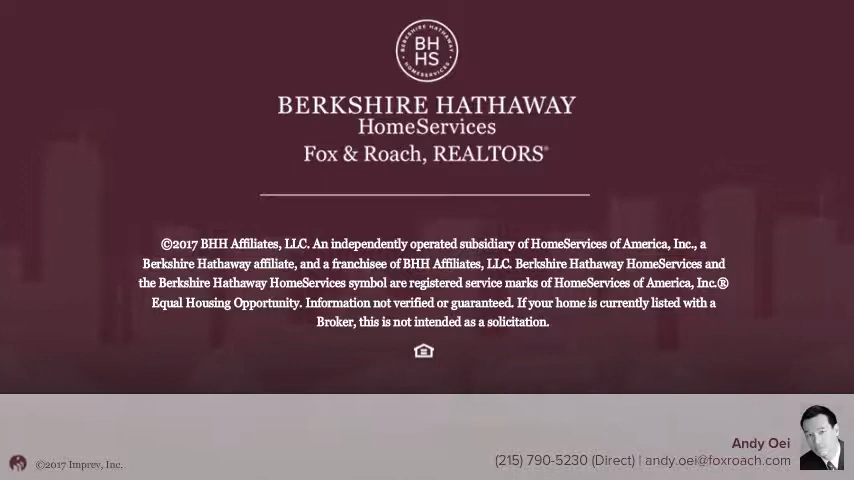 BERKSHIRE HATHAWAY
BH
HS
HOMESERVICES
BERKSHIRE HATHAWAY
HomeServices
Fox & Roach, REALTORS®
©2017 BHH Affiliates, LLC. An independently operated subsidiary of HomeServices of America, Inc., a
Berkshire Hathaway affiliate, and a franchisee of BHH Affiliates, LLC. Berkshire Hathaway HomeServices and
the Berkshire Hathaway HomeServices symbol are registered service marks of HomeServices of America, Inc.®
Equal Housing Opportunity. Information not verified or guaranteed. If your home is currently listed with a
Broker, this is not intended as a solicitation.
Andy Oei
(215) 790-5230 (Direct) | andy.oei@foxroach.com
©2017 Imprev, Inc.